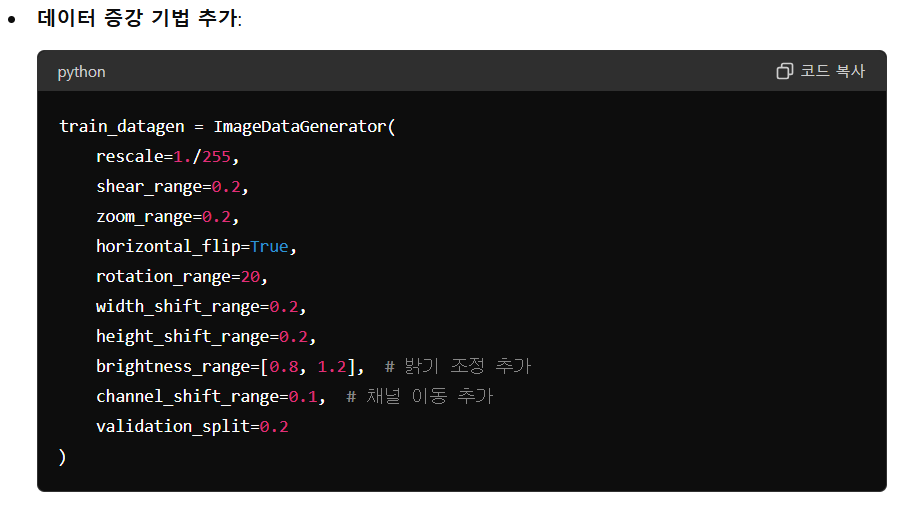 • 데이터 증강 기법 추가:
python
코드 복사
train_datagen = ImageDataGenerator(
    rescale=1./255,
    shear_range=0.2,
    zoom_range=0.2,
    horizontal_flip=True,
    rotation_range=20,
    width_shift_range=0.2,
    height_shift_range=0.2,
    brightness_range=[0.8, 1.2],  # 밝기 조정 추가
    channel_shift_range=0.1,  # 채널 이동 추가
    validation_split=0.2
)